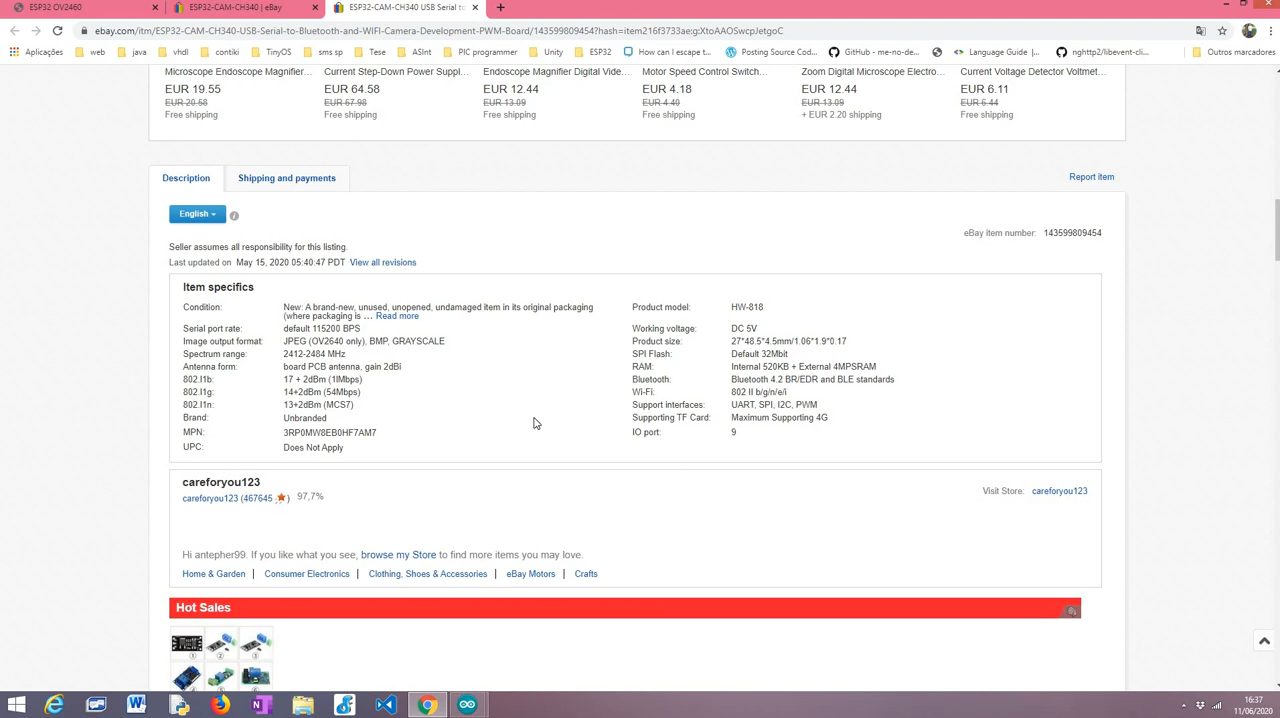 ESP32 OV2460
ESP32-CAM-CH340 | eBay
ESP32-CAM-CH340 USB Serial to
ebay.com/itm/ESP32-CAM-CH340-USB-Serial-to-Bluetooth-and-WIFI-Camera-Development-PWM-Board/143599809454?hash=item216f3733ae:g:XtoAAOSwcpJetgoC
Aplicações web java vhdl contiki TinyOS sms sp Tese ASInt PIC programmer Unity ESP32 How can I escape t... Posting Source Cod... GitHub - me-no-de... Language Guide (... nghttp2/libevent-cli... Outros marcadores
Microscope Endoscope Magnifier... Current Step-Down Power Suppl... Endoscope Magnifier Digital Vide... Motor Speed Control Switch... Zoom Digital Microscope Electro... Current Voltage Detector Voltmet...
EUR 19.55 EUR 64.58 EUR 12.44 EUR 4.18 EUR 12.44 EUR 6.11
EUR 20.58 EUR 67.98 EUR 13.09 EUR 4.40 EUR 13.09 EUR 6.44
Free shipping Free shipping Free shipping Free shipping + EUR 2.20 shipping Free shipping
Description Shipping and payments Report item
English
eBay item number: 143599809454
Seller assumes all responsibility for this listing.
Last updated on May 15, 2020 05:40:47 PDT View all revisions
Item specifics
Condition: New: A brand-new, unused, unopened, undamaged item in its original packaging Product model: HW-818
(where packaging is ... Read more
Serial port rate: default 115200 BPS Working voltage: DC 5V
Image output format: JPEG (OV2640 only), BMP, GRAYSCALE Product size: 27*48.5*4.5mm/1.06*1.9*0.17
Spectrum range: 2412-2484 MHz SPI Flash: Default 32Mbit
Antenna form: board PCB antenna, gain 2dBi RAM: Internal 520KB + External 4MPSRAM
802.I1b: 17 + 2dBm (1IMbps) Bluetooth: Bluetooth 4.2 BR/EDR and BLE standards
802.I1g: 14+2dBm (54Mbps) Wi-Fi: 802 II b/g/n/e/i
802.I1n: 13+2dBm (MCS7) Support interfaces: UART, SPI, I2C, PWM
Brand: Unbranded Supporting TF Card: Maximum Supporting 4G
MPN: 3RP0MW8EB0HF7AM7 IO port: 9
UPC: Does Not Apply
careforyou123
careforyou123 (467645 ) 97,7% Visit Store: careforyou123
Hi antepher99. If you like what you see, browse my Store to find more items you may love.
Home & Garden | Consumer Electronics | Clothing, Shoes & Accessories | eBay Motors | Crafts
Hot Sales
16:37
11/06/2020